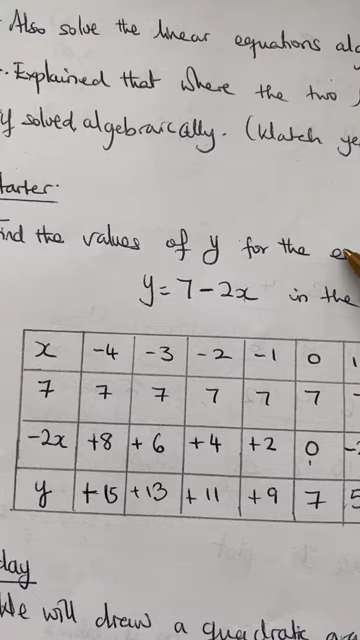 Also solve the linear equations
Explained that where the two
if solved algebraically. (Watch
Starter
Find the values of y for the
y = 7 - 2x in the
x -4 -3 -2 -1 0 1
7 7 7 7 7 7
-2x +8 +6 +4 +2 0
y +15 +13 +11 +9 7 5
We will draw a quadratic